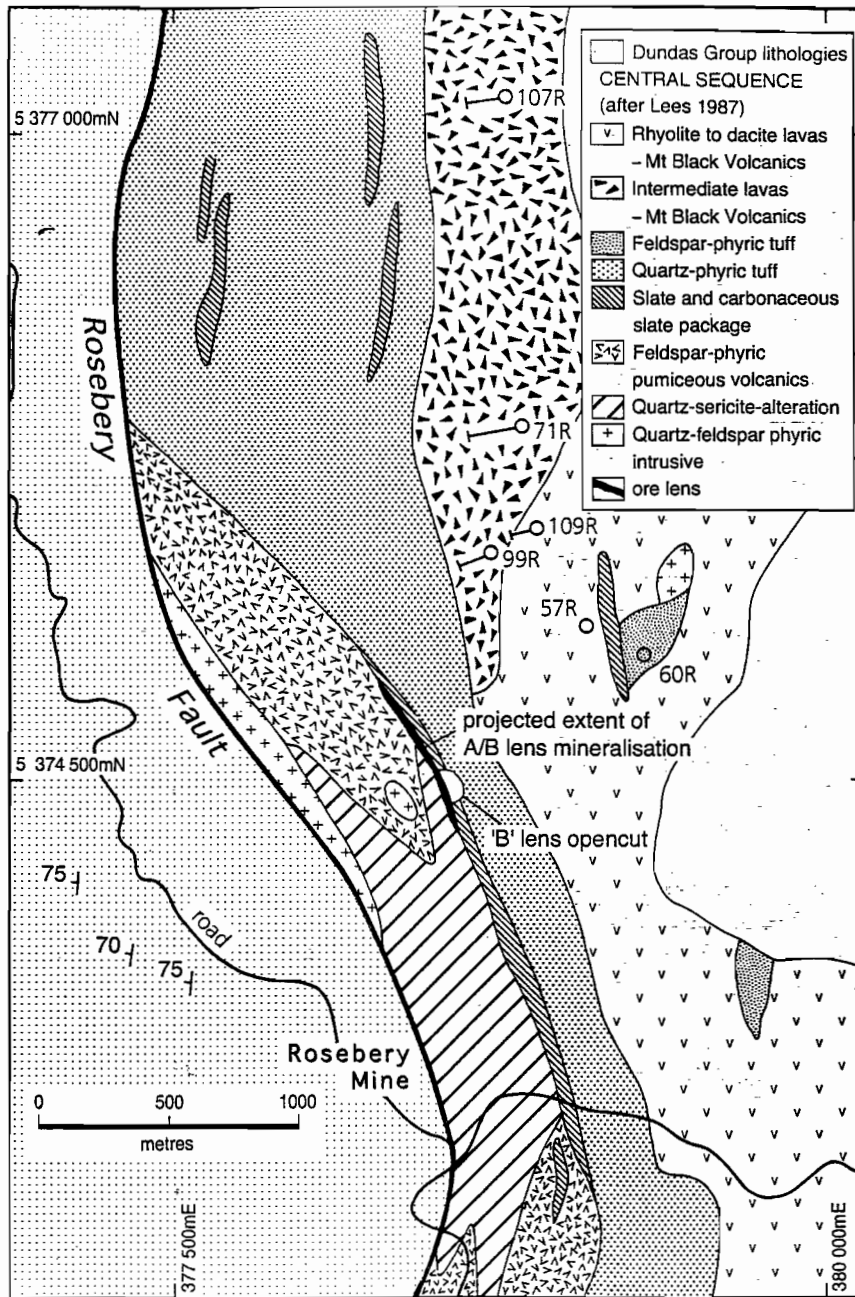 Dundas Group lithologies
CENTRAL SEQUENCE
(after Lees 1987)
v Rhyolite to dacite lavas
– Mt Black Volcanics
Intermediate lavas
– Mt Black Volcanics
Feldspar-phyric tuff
Quartz-phyric tuff
Slate and carbonaceous
slate package
Feldspar-phyric
pumiceous volcanics
Quartz-sericite-alteration
+ Quartz-feldspar phyric
intrusive
ore lens
5 377 000mN
107R
Rosebery
71R
109R
99R
57R
60R
Fault
projected extent of
A/B lens mineralisation
5 374 500mN
'B' lens opencut
75
70
75
road
Rosebery
Mine
0 500 1000
metres
377 500mE
380 000mE